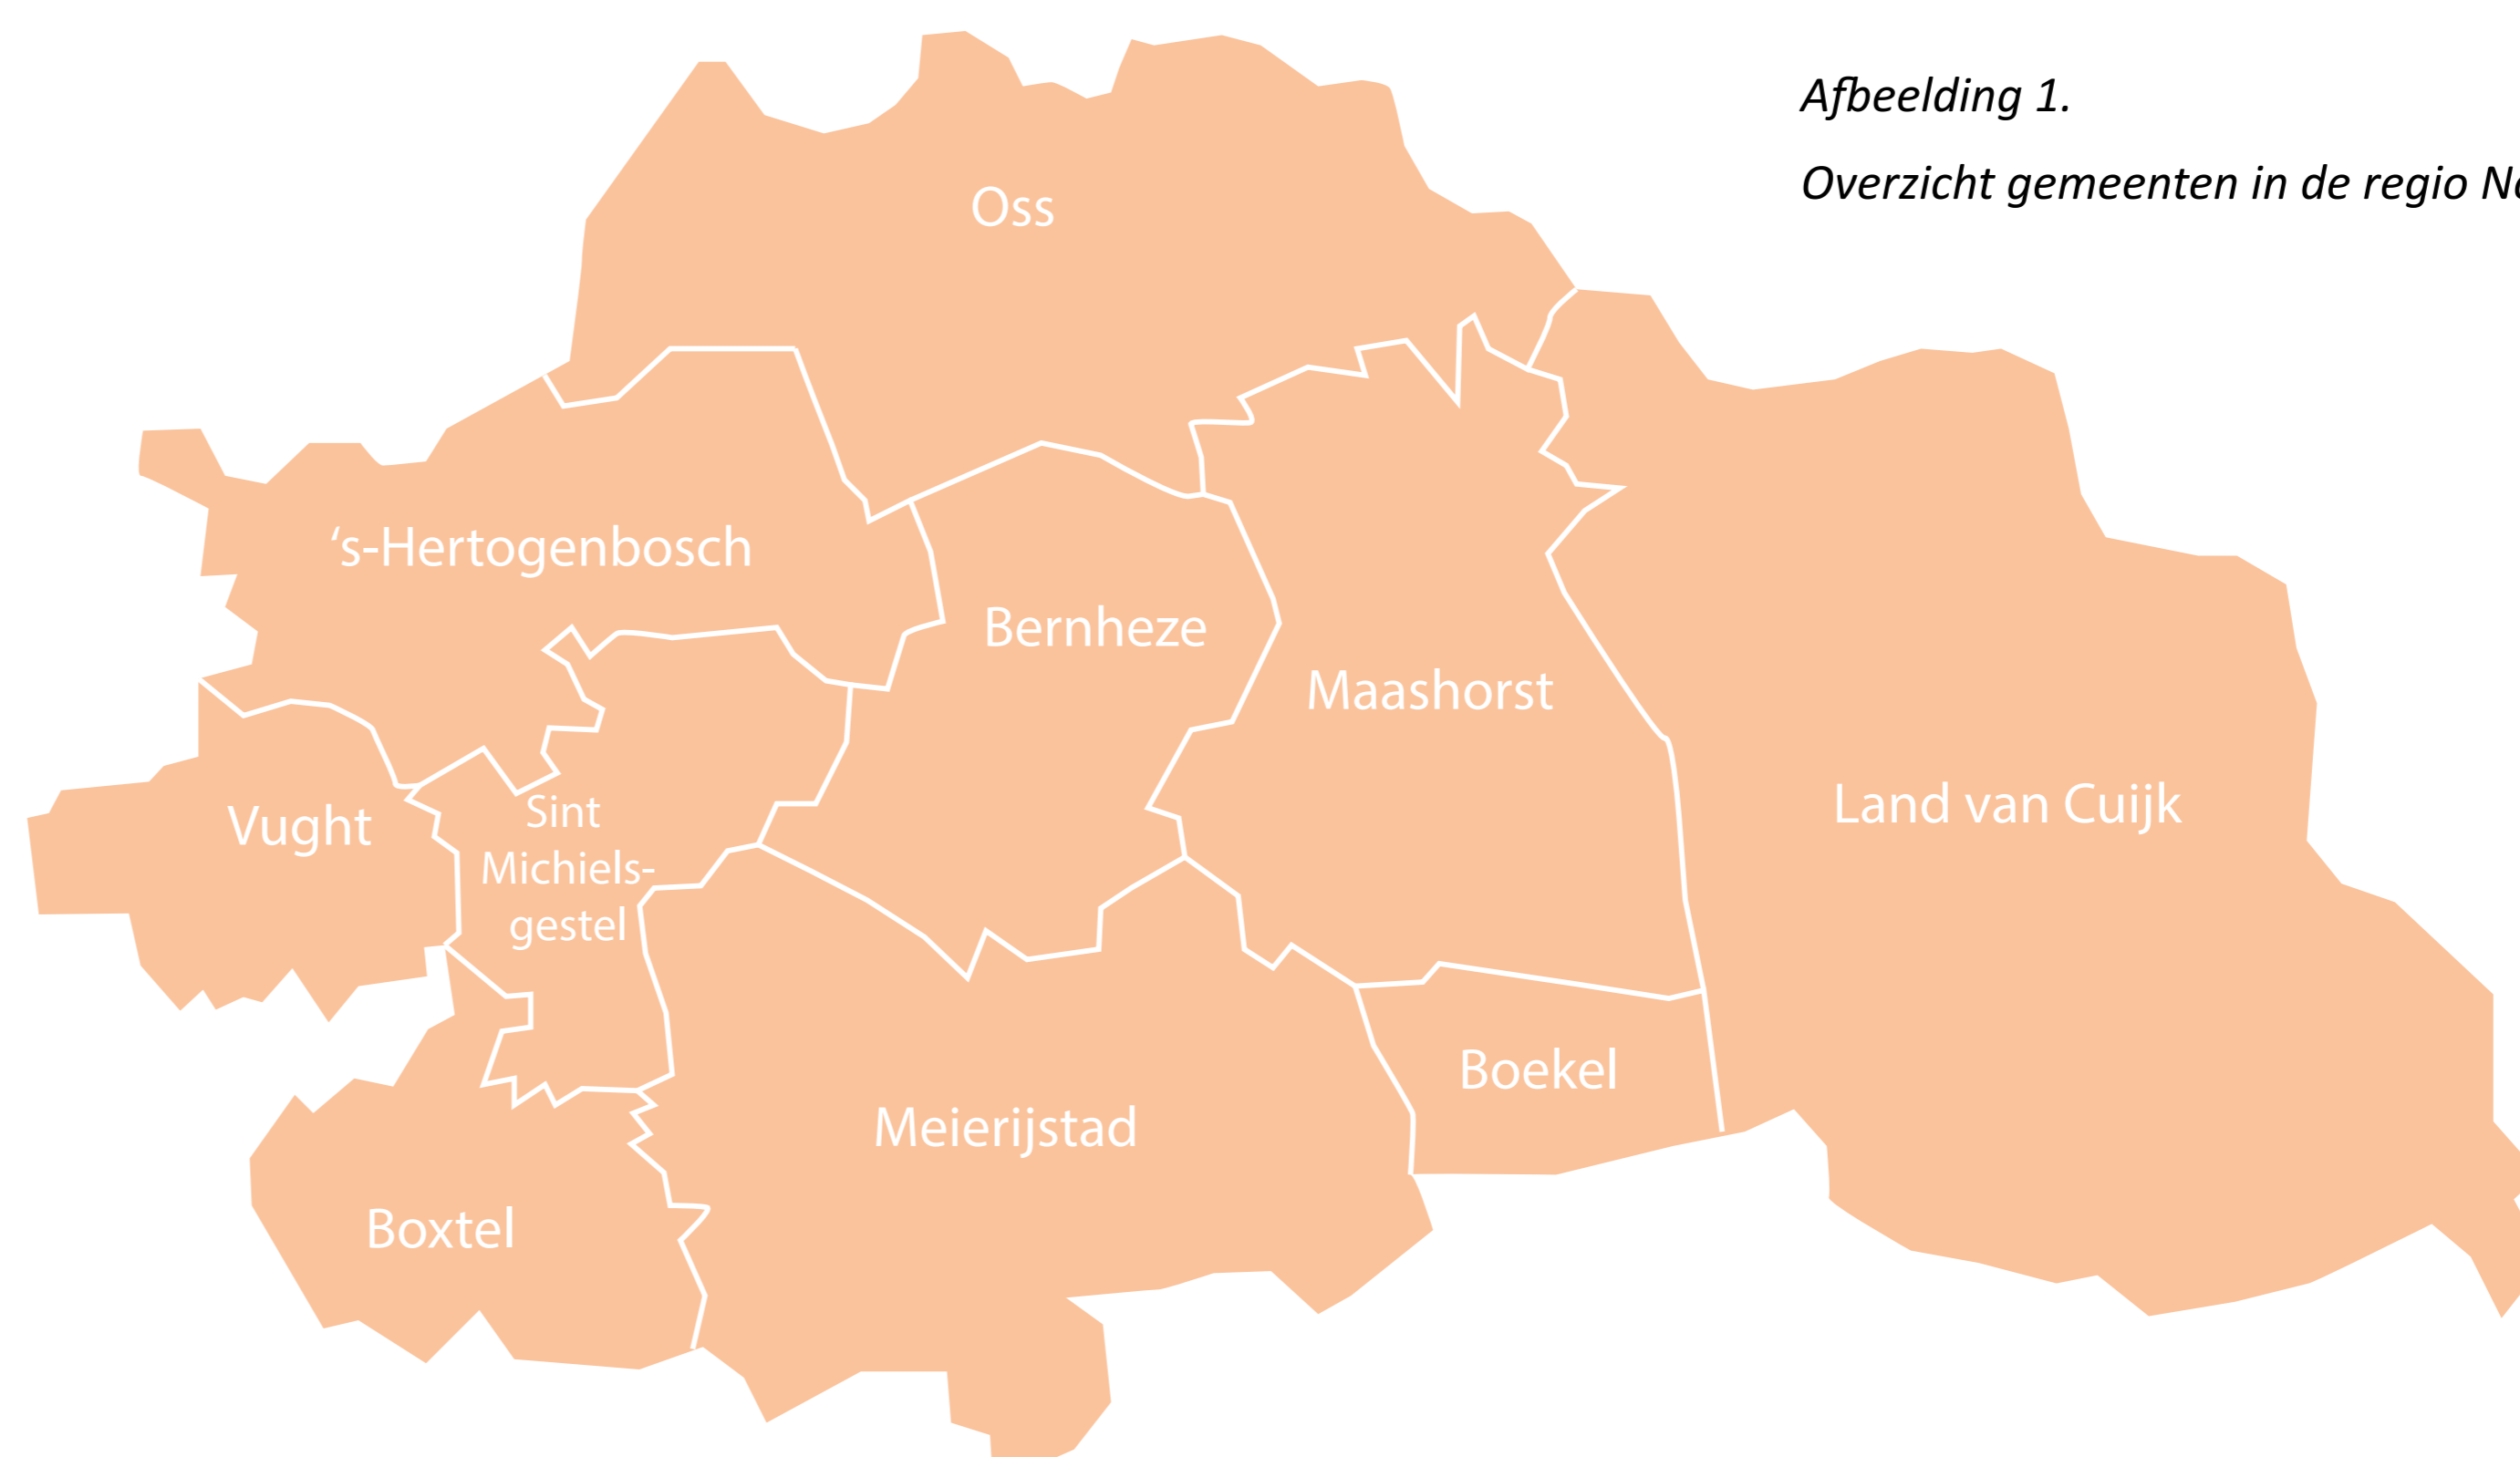 Afbeelding 1.
Overzicht gemeenten in de regio
Oss
‘s-Hertogenbosch
Bernheze
Maashorst
Land van Cuijk
Vught
Sint
Michiels-
gestel
Boekel
Meierijstad
Boxtel